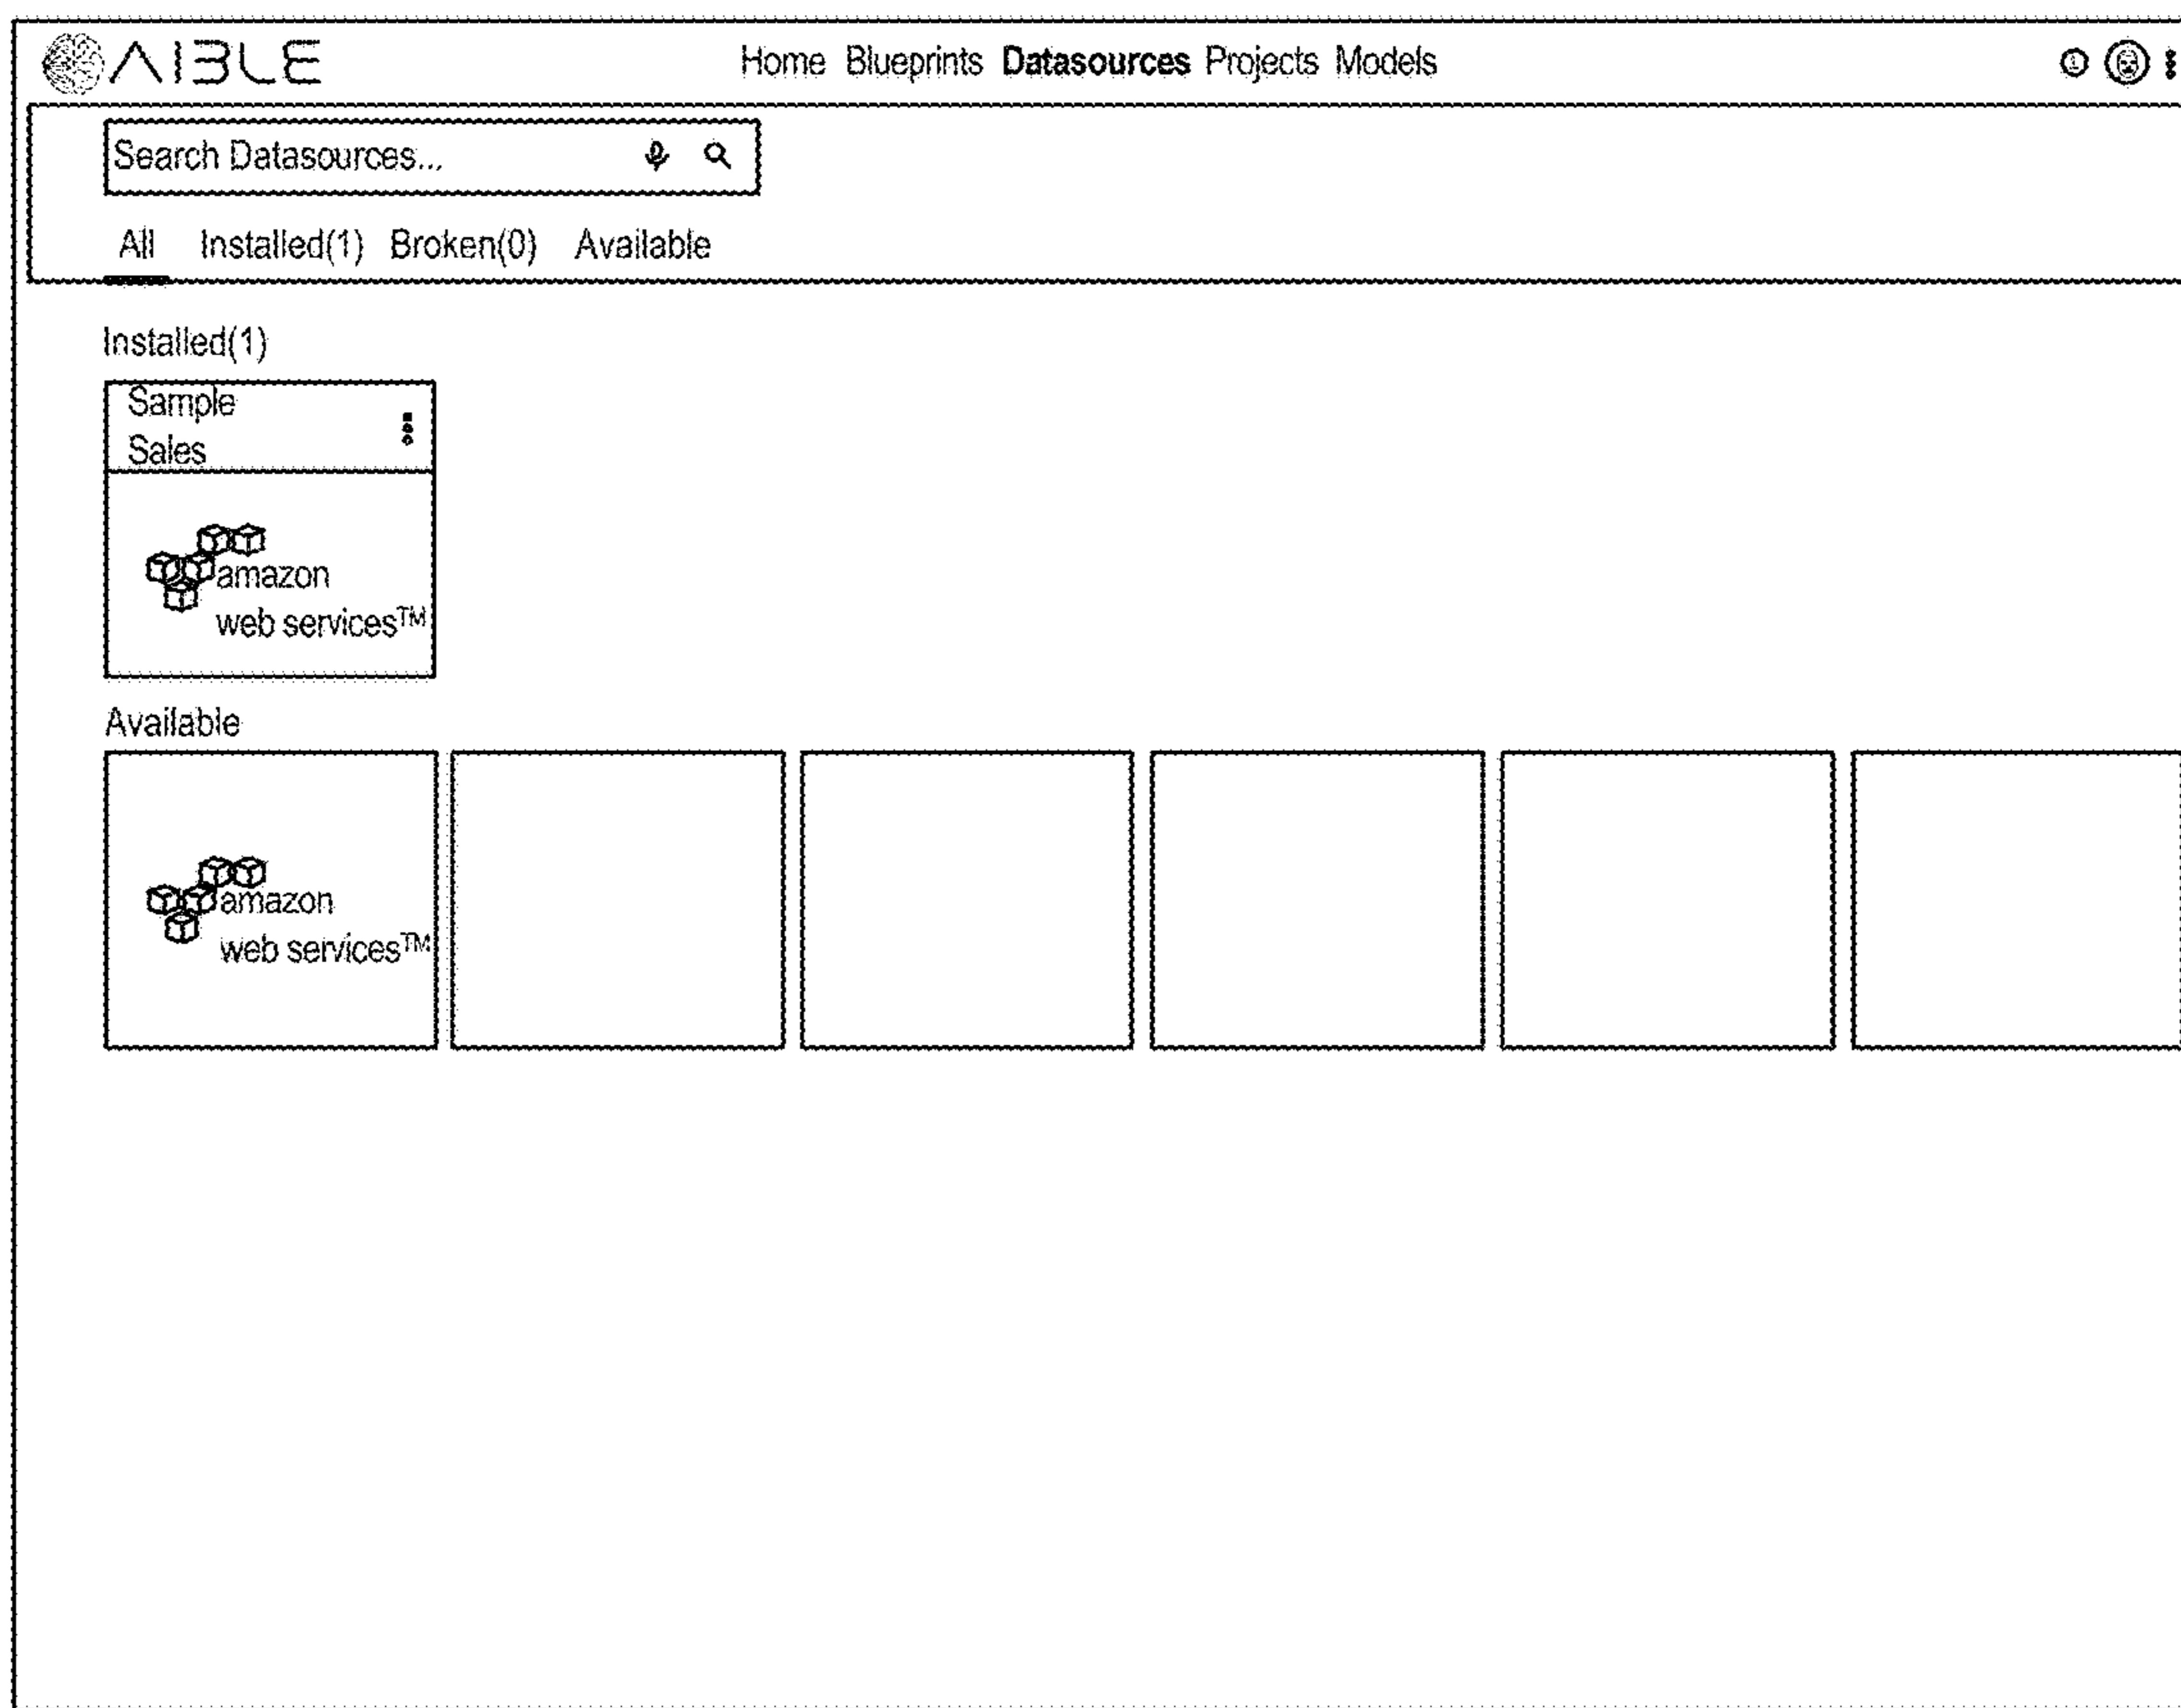 AIBLE
Home Blueprints Datasources Projects Models
Search Datasources...
All Installed(1) Broken(0) Available
Installed(1)
Sample
Sales
amazon
web services™
Available
amazon
web services™